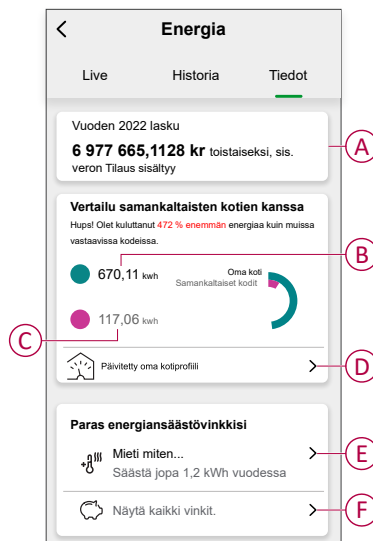 Energia
Live Historia Tiedot
Vuoden 2022 lasku
6 977 665,1128 kr toistaiseksi, sis.
veron Tilaus sisältyy
A
Vertailu samankaltaisten kotien kanssa
Hups! Olet kuluttanut 472 % enemmän energiaa kuin muissa
vastaavissa kodeissa.
B
670,11 kwh
Oma koti
Samankaltaiset kodit
117,06 kwh
C
Päivitetty oma kotiprofiili
D
Paras energiansäästövinkkisi
Mieti miten...
E
Säästä jopa 1,2 kWh vuodessa
Näytä kaikki vinkit.
F